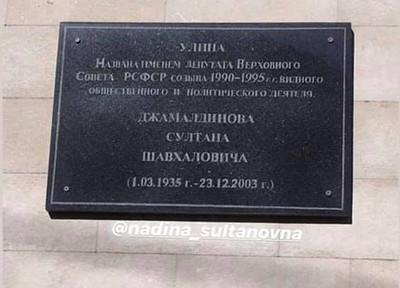 УЛИЦА
НАЗВАНА ИМЕНЕМ ДЕПУТАТА ВЕРХОВНОГО
СОВЕТА РСФСР СОЗЫВА 1990-1995 г.г. ВИДНОГО
ОБЩЕСТВЕННОГО И ПОЛИТИЧЕСКОГО ДЕЯТЕЛЯ.
ДЖАМАЛДИНОВА
СУЛТАНА
ШАВХАЛОВИЧА
(1.03.1935 г.-23.12.2003 г.)
@nadina_sultanovna